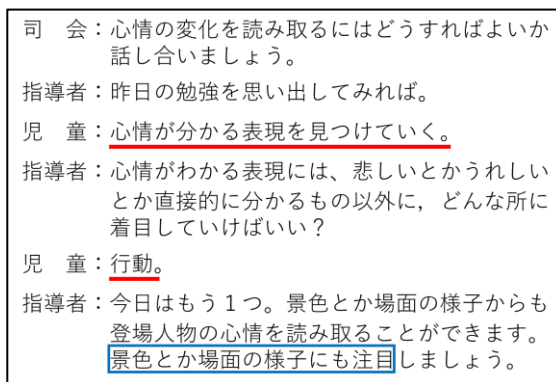 司　会：心情の変化を読み取るにはどうすればよいか
話し合いましょう。
指導者：昨日の勉強を思い出してみれば。
児　童：心情が分かる表現を見つけていく。
指導者：心情がわかる表現には、悲しいとかうれしい
とか直接的に分かるもの以外に，どんな所に
着目していけばいい？
児　童：行動。
指導者：今日はもう１つ。景色とか場面の様子からも
登場人物の心情を読み取ることができます。
景色とか場面の様子にも注目しましょう。